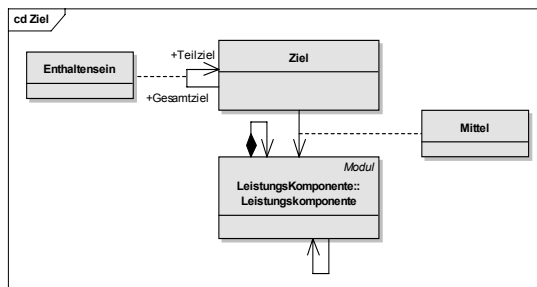 cd Ziel
+Teilziel
Ziel
Enthaltensein
+Gesamtziel
Mittel
Modul
LeistungsKomponente::
Leistungskomponente